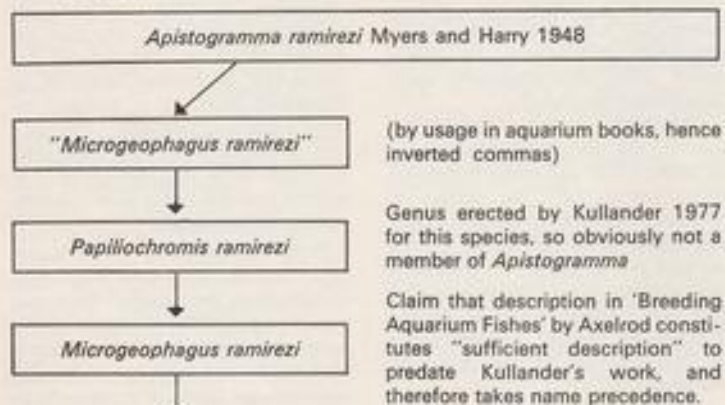 Apistogramma ramirezi Myers and Harry 1948
"Microgeophagus ramirezi"
(by usage in aquarium books, hence
inverted commas)
Papiliochromis ramirezi
Genus erected by Kullander 1977
for this species, so obviously not a
member of Apistogramma
Microgeophagus ramirezi
Claim that description in 'Breeding
Aquarium Fishes' by Axelrod consti-
tutes "sufficient description" to
predate Kullander's work, and
therefore takes name precedence.